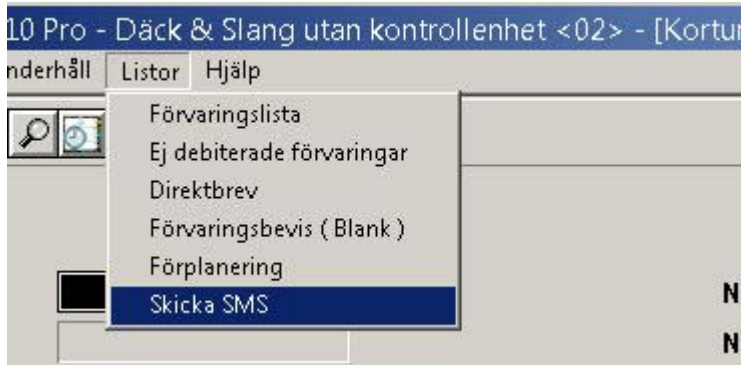 10 Pro - Däck & Slang utan kontrollenhet <02> - [Kortur
nderhåll Listor Hjälp
Förvaringslista
Ej debiterade förvaringar
Direktbrev
Förvaringsbevis ( Blank )
Förplanering
Skicka SMS
N
N